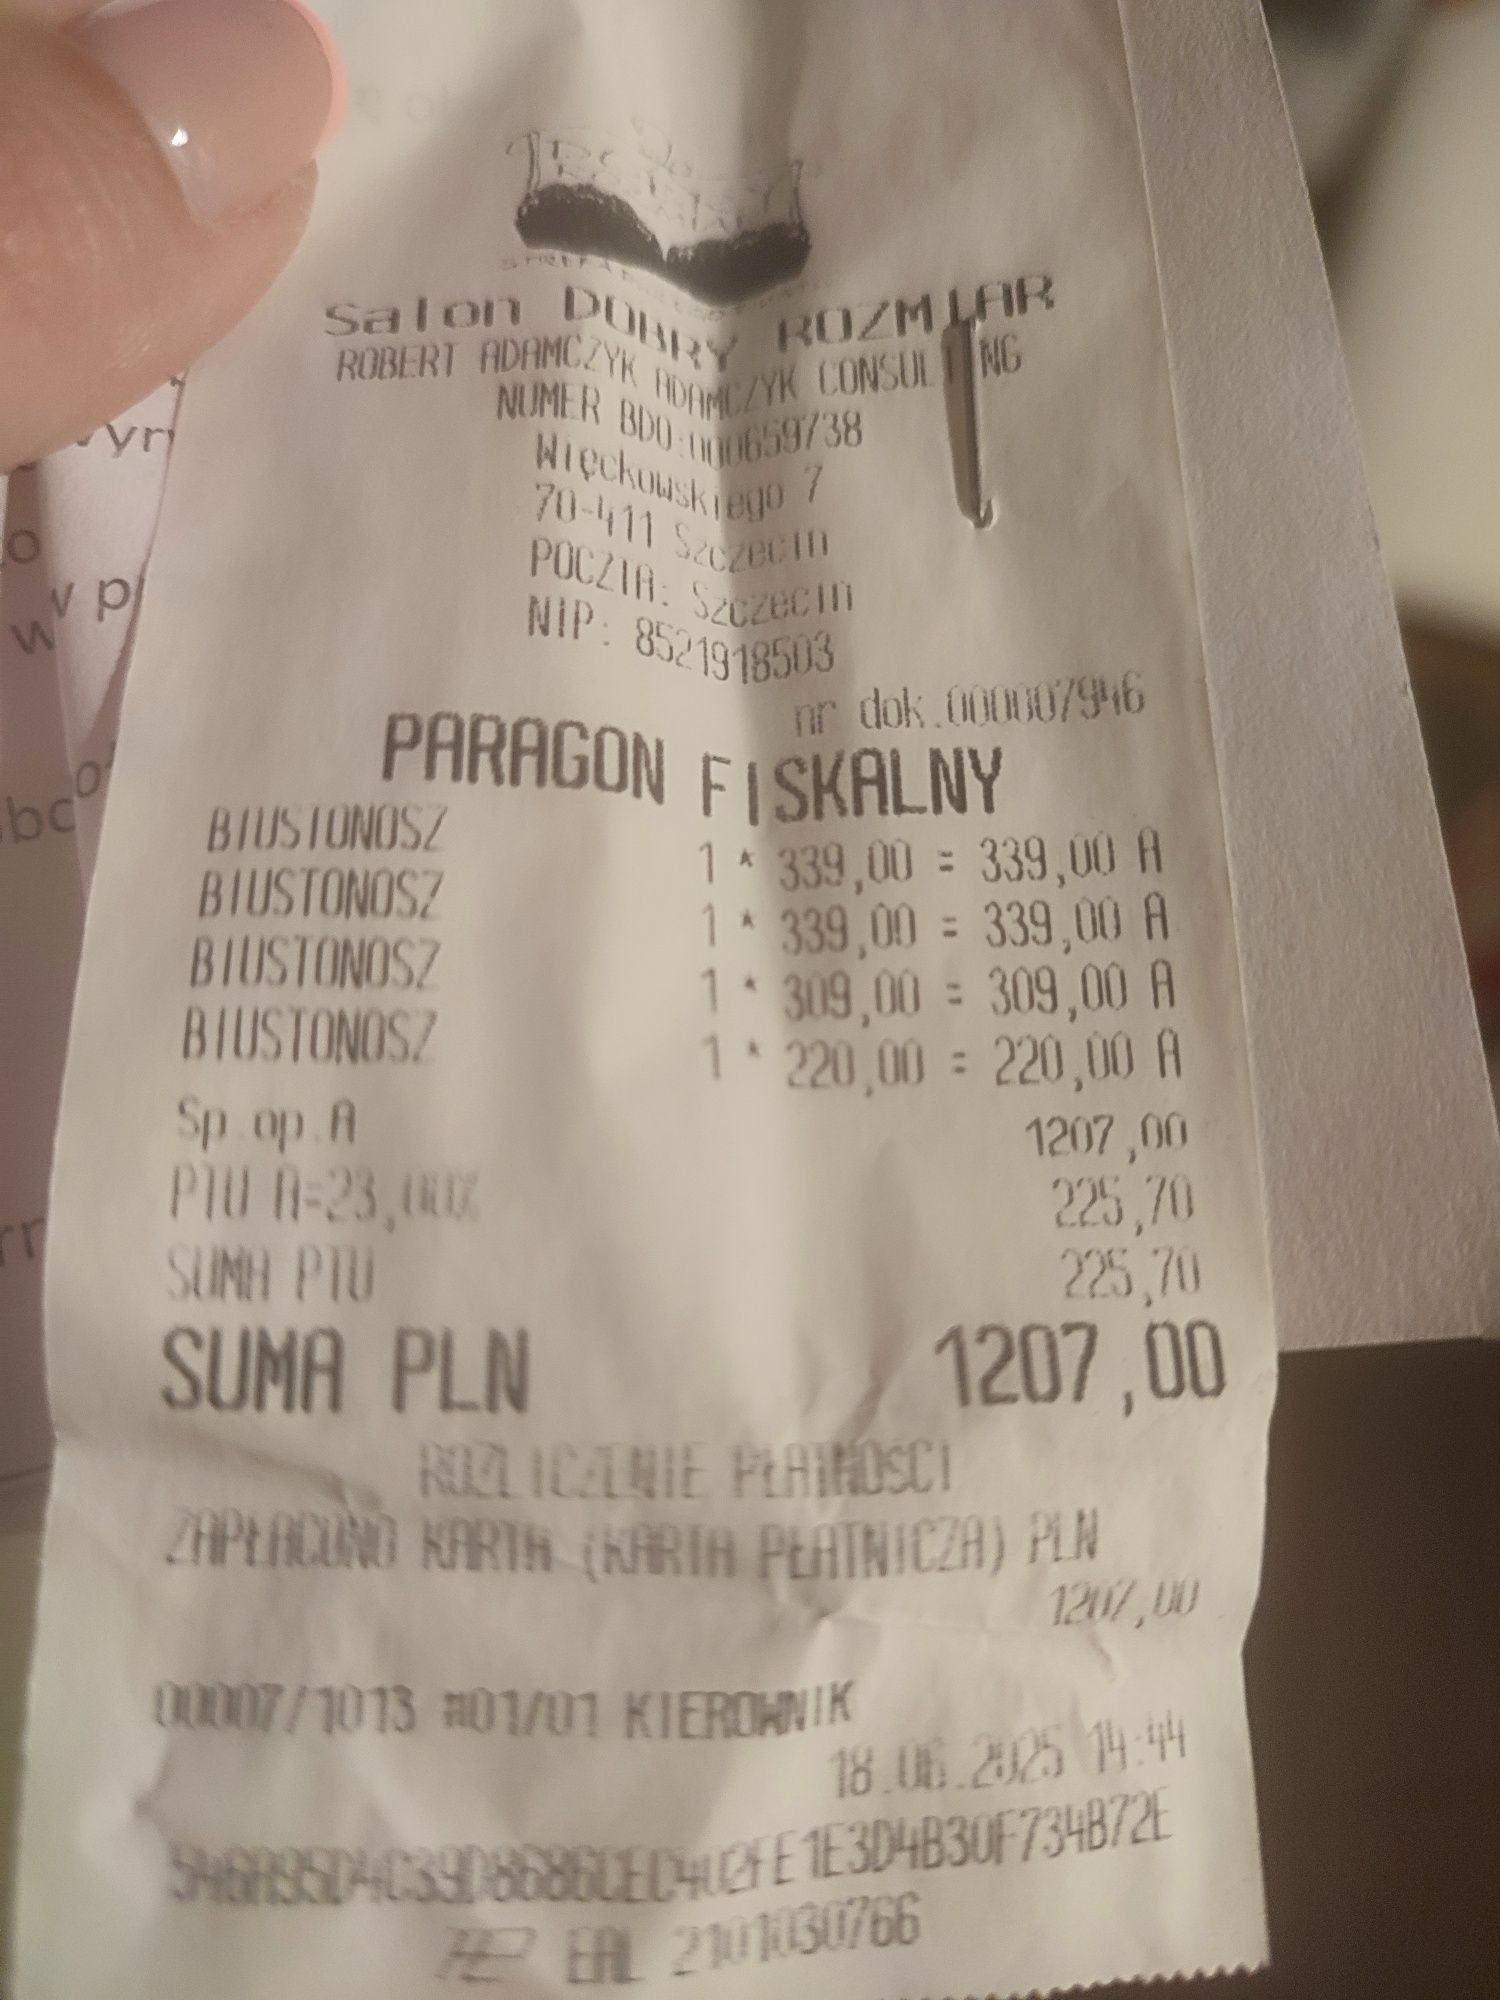 Salon DOBRY ROZMIAR
ROBERT ADAMCZYK ADAMCZYK CONSULTING
NUMER BDO:000659738
Więckowskiego 7
70-411 Szczecin
POCZTA: Szczecin
NIP: 8521918503
nr dok.000007946
PARAGON FISKALNY
BIUSTONOSZ 1 * 339,00 = 339,00 A
BIUSTONOSZ 1 * 339,00 = 339,00 A
BIUSTONOSZ 1 * 309,00 = 309,00 A
BIUSTONOSZ 1 * 220,00 = 220,00 A
Sp.op.A 1207,00
PTU A=23,00% 225,70
SUMA PTU 225,70
SUMA PLN 1207,00
ROZLICZENIE PŁATNOŚCI
ZAPŁACONO KARTA (KARTA PŁATNICZA) PLN
1207,00
00007/1013 #01/01 KIEROWNIK
18.06.2025 14:44
EAL 2101030766